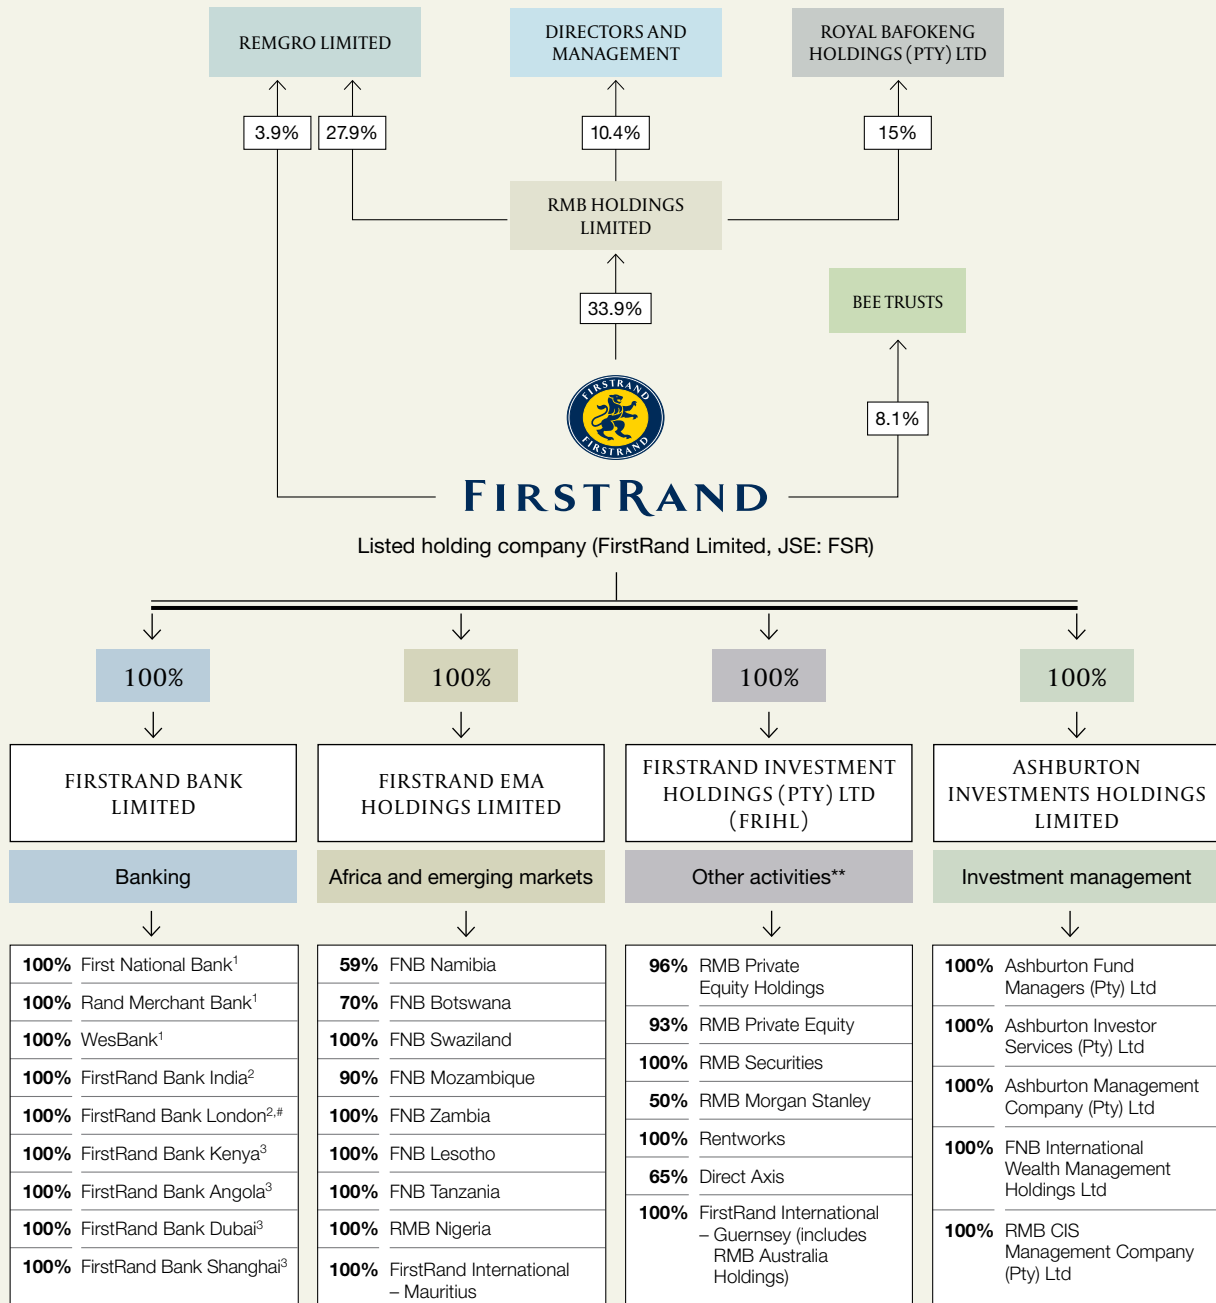 REMGRO LIMITED
DIRECTORS AND
MANAGEMENT
ROYAL BAFOKENG
HOLDINGS (PTY) LTD
3.9%
27.9%
10.4%
15%
RMB HOLDINGS
LIMITED
33.9%
BEE TRUSTS
8.1%
FIRSTRAND
FIRSTRAND
FIRSTRAND
Listed holding company (FirstRand Limited, JSE: FSR)
100%
100%
100%
100%
FIRSTRAND BANK
LIMITED
Banking
100% First National Bank¹
100% Rand Merchant Bank¹
100% WesBank¹
100% FirstRand Bank India²
100% FirstRand Bank London²,#
100% FirstRand Bank Kenya³
100% FirstRand Bank Angola³
100% FirstRand Bank Dubai³
100% FirstRand Bank Shanghai³
FIRSTRAND EMA
HOLDINGS LIMITED
Africa and emerging markets
59% FNB Namibia
70% FNB Botswana
100% FNB Swaziland
90% FNB Mozambique
100% FNB Zambia
100% FNB Lesotho
100% FNB Tanzania
100% RMB Nigeria
100% FirstRand International
– Mauritius
FIRSTRAND INVESTMENT
HOLDINGS (PTY) LTD
(FRIHL)
Other activities**
96% RMB Private
Equity Holdings
93% RMB Private Equity
100% RMB Securities
50% RMB Morgan Stanley
100% Rentworks
65% Direct Axis
100% FirstRand International
– Guernsey (includes
RMB Australia
Holdings)
ASHBURTON
INVESTMENTS HOLDINGS
LIMITED
Investment management
100% Ashburton Fund
Managers (Pty) Ltd
100% Ashburton Investor
Services (Pty) Ltd
100% Ashburton Management
Company (Pty) Ltd
100% FNB International
Wealth Management
Holdings Ltd
100% RMB CIS
Management Company
(Pty) Ltd